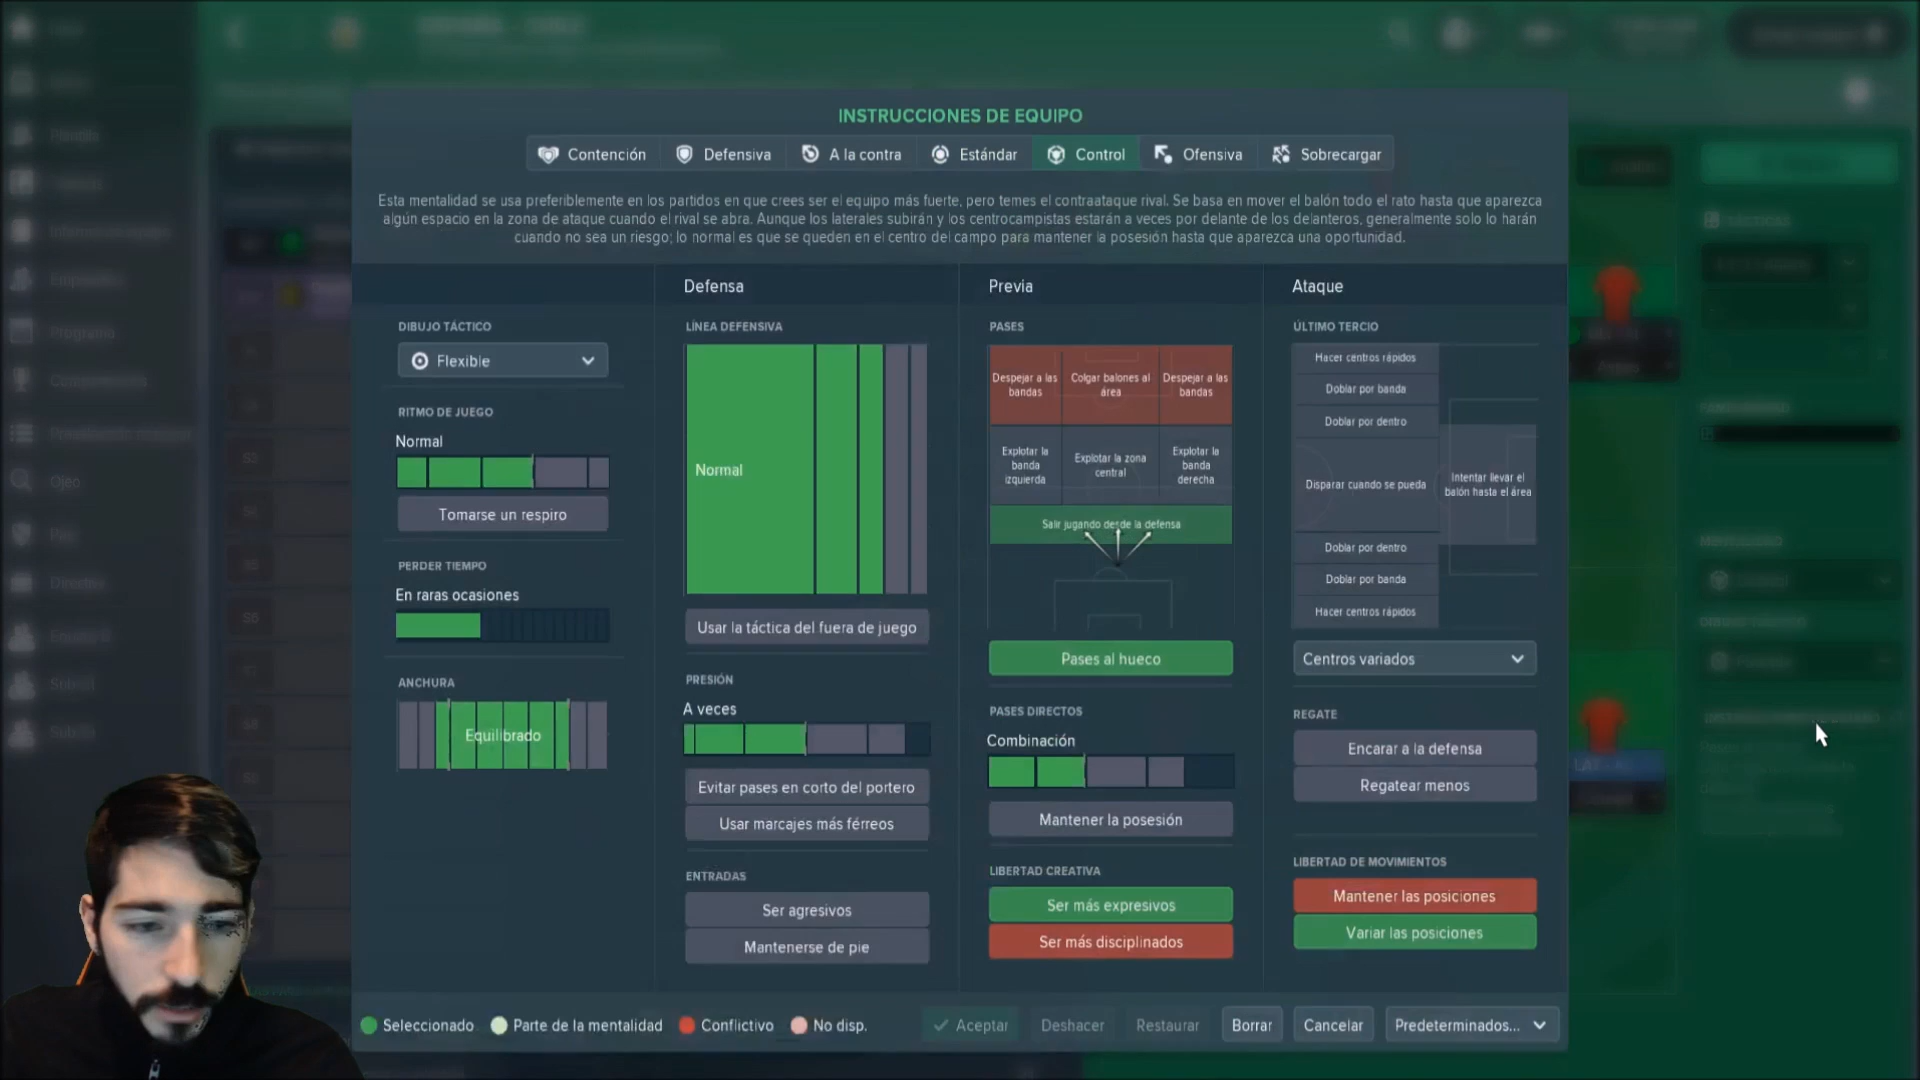 INSTRUCCIONES DE EQUIPO
Contención
Defensiva
A la contra
Estándar
Control
Ofensiva
Sobrecargar
Esta mentalidad se usa preferiblemente en los partidos en que crees ser el equipo más fuerte, pero temes el contraataque rival. Se basa en mover el balón todo el rato hasta que aparezca
algún espacio en la zona de ataque cuando el rival se abra. Aunque los laterales subirán y los centrocampistas estarán a veces por delante de los delanteros, generalmente solo lo harán
cuando no sea un riesgo; lo normal es que se queden en el centro del campo para mantener la posesión hasta que aparezca una oportunidad.
DIBUJO TÁCTICO
Flexible
RITMO DE JUEGO
Normal
Tomarse un respiro
PERDER TIEMPO
En raras ocasiones
ANCHURA
Equilibrado
Defensa
LÍNEA DEFENSIVA
Normal
Usar la táctica del fuera de juego
PRESIÓN
A veces
Evitar pases en corto del portero
Usar marcajes más férreos
ENTRADAS
Ser agresivos
Mantenerse de pie
Previa
PASES
Despejar a las
bandas
Colgar balones al
área
Despejar a las
bandas
Explotar la
banda
izquierda
Explotar la zona
central
Explotar la
banda
derecha
Salir jugando desde la defensa
Pases al hueco
PASES DIRECTOS
Combinación
Mantener la posesión
LIBERTAD CREATIVA
Ser más expresivos
Ser más disciplinados
Ataque
ÚLTIMO TERCIO
Hacer centros rápidos
Doblar por banda
Doblar por dentro
Disparar cuando se pueda
Intentar llevar el
balón hasta el área
Doblar por dentro
Doblar por banda
Hacer centros rápidos
Centros variados
REGATE
Encarar a la defensa
Regatear menos
LIBERTAD DE MOVIMIENTOS
Mantener las posiciones
Variar las posiciones
Seleccionado
Parte de la mentalidad
Conflictivo
No disp.
Aceptar
Deshacer
Restaurar
Borrar
Cancelar
Predeterminados...